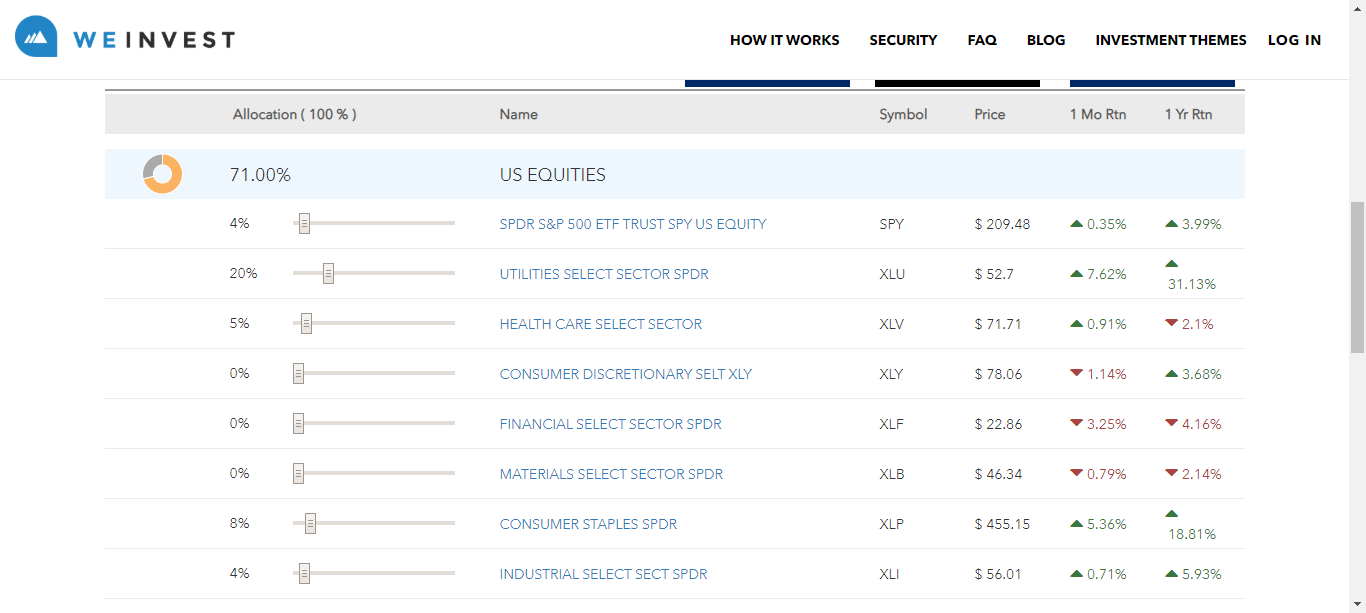 WEINVEST HOW IT WORKS SECURITY FAQ BLOG INVESTMENT THEMES LOG IN
Allocation ( 100 % ) Name Symbol Price 1 Mo Rtn 1 Yr Rtn
71.00% US EQUITIES
4% SPDR S&P 500 ETF TRUST SPY US EQUITY SPY $ 209.48 0.35% 3.99%
20% UTILITIES SELECT SECTOR SPDR XLU $ 52.7 7.62% 31.13%
5% HEALTH CARE SELECT SECTOR XLV $ 71.71 0.91% 2.1%
0% CONSUMER DISCRETIONARY SELT XLY XLY $ 78.06 1.14% 3.68%
0% FINANCIAL SELECT SECTOR SPDR XLF $ 22.86 3.25% 4.16%
0% MATERIALS SELECT SECTOR SPDR XLB $ 46.34 0.79% 2.14%
8% CONSUMER STAPLES SPDR XLP $ 455.15 5.36% 18.81%
4% INDUSTRIAL SELECT SECT SPDR XLI $ 56.01 0.71% 5.93%